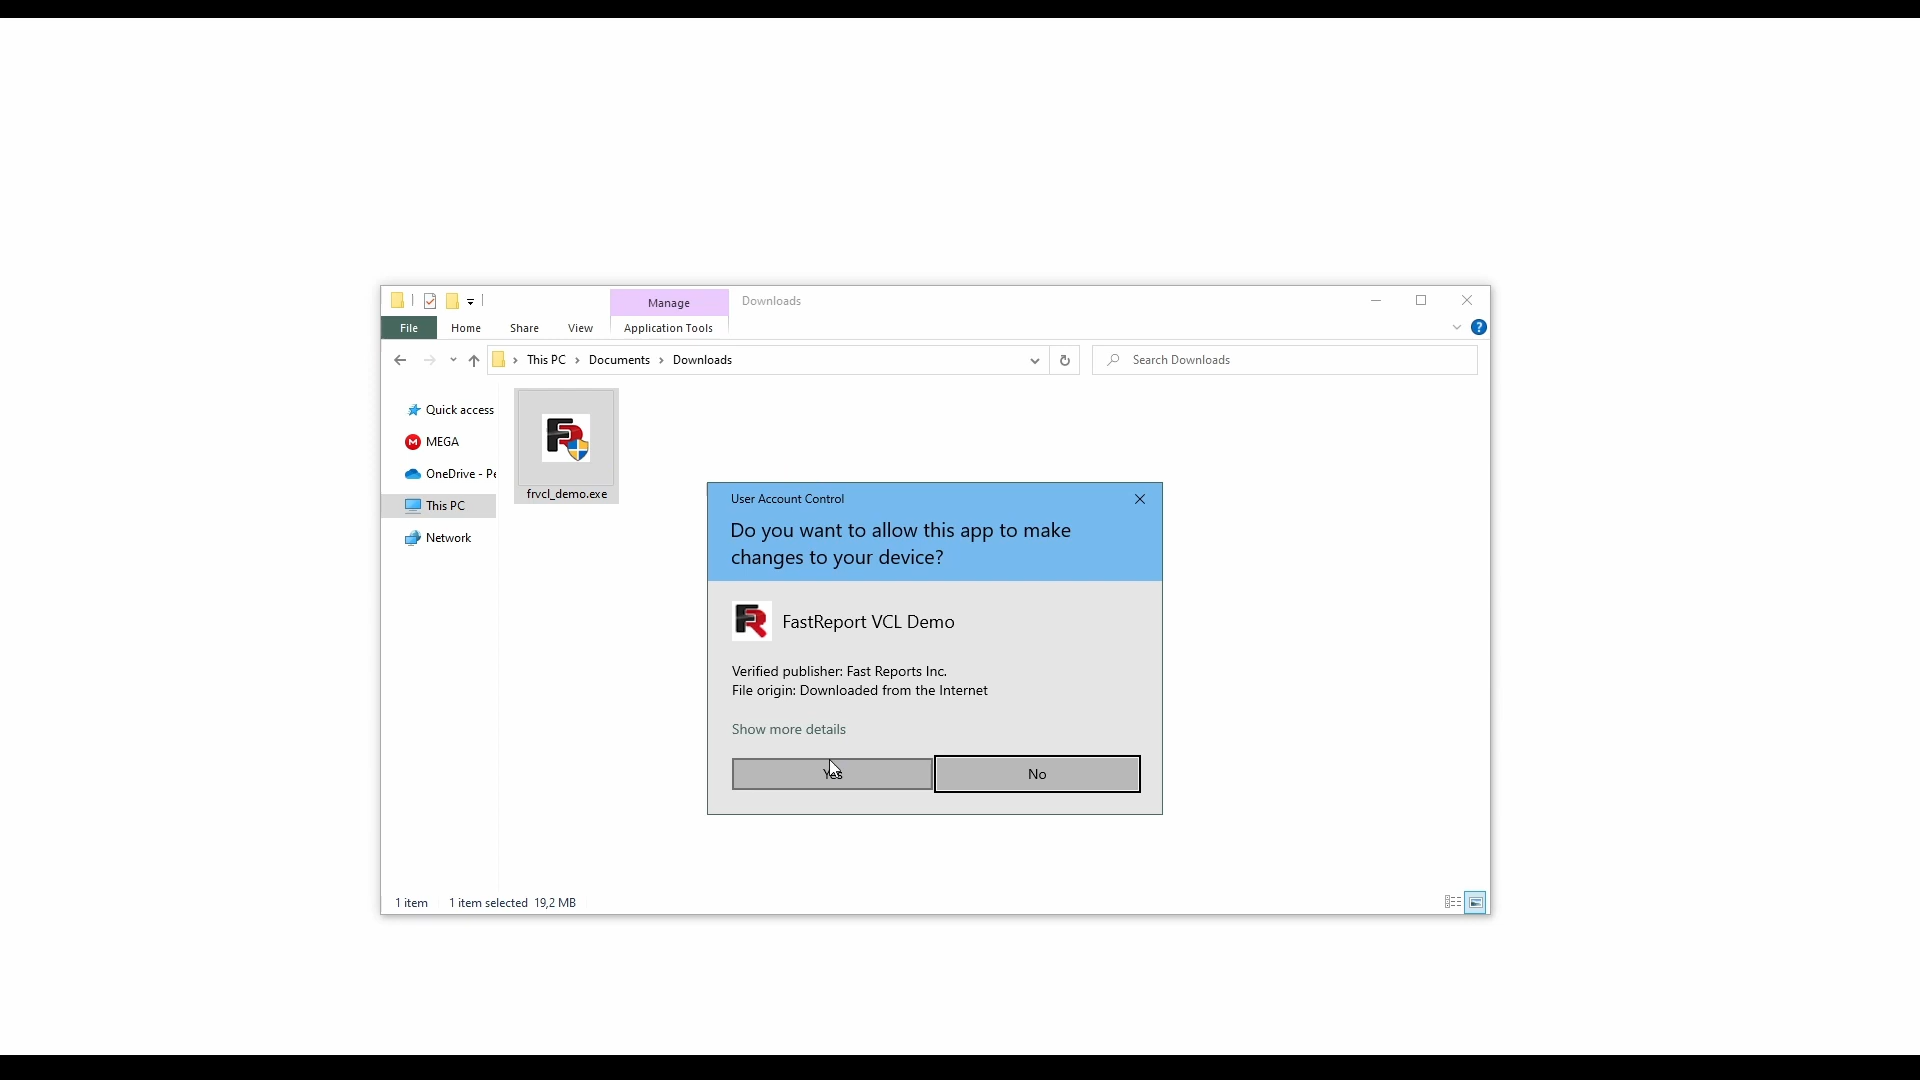 Manage
Downloads
File
Home
Share
View
Application Tools
This PC
Documents
Downloads
Search Downloads
Quick access
MEGA
OneDrive - Pe
This PC
Network
frvcl_demo.exe
User Account Control
Do you want to allow this app to make
changes to your device?
FR
FastReport VCL Demo
Verified publisher: Fast Reports Inc.
File origin: Downloaded from the Internet
Show more details
Yes
No
1 item
1 item selected 19,2 MB